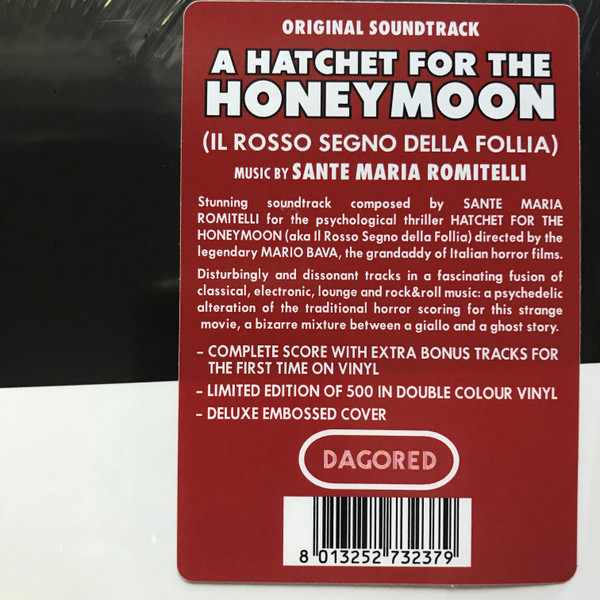 ORIGINAL SOUNDTRACK
A HATCHET FOR THE
HONEYMOON
(IL ROSSO SEGNO DELLA FOLLIA)
MUSIC BY SANTE MARIA ROMITELLI
Stunning soundtrack composed by SANTE MARIA
ROMITELLI for the psychological thriller HATCHET FOR THE
HONEYMOON (aka Il Rosso Segno della Follia) directed by the
legendary MARIO BAVA, the grandaddy of Italian horror films.
Disturbingly and dissonant tracks in a fascinating fusion of
classical, electronic, lounge and rock&roll music: a psychedelic
alteration of the traditional horror scoring for this strange
movie, a bizarre mixture between a giallo and a ghost story.
– COMPLETE SCORE WITH EXTRA BONUS TRACKS FOR
THE FIRST TIME ON VINYL
– LIMITED EDITION OF 500 IN DOUBLE COLOUR VINYL
– DELUXE EMBOSSED COVER
DAGORED
8 013252 732379